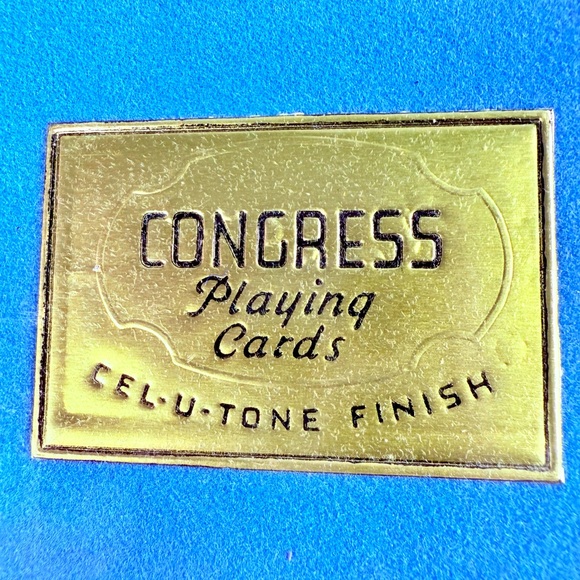 CONGRESS
Playing
Cards
CEL-U-TONE FINISH